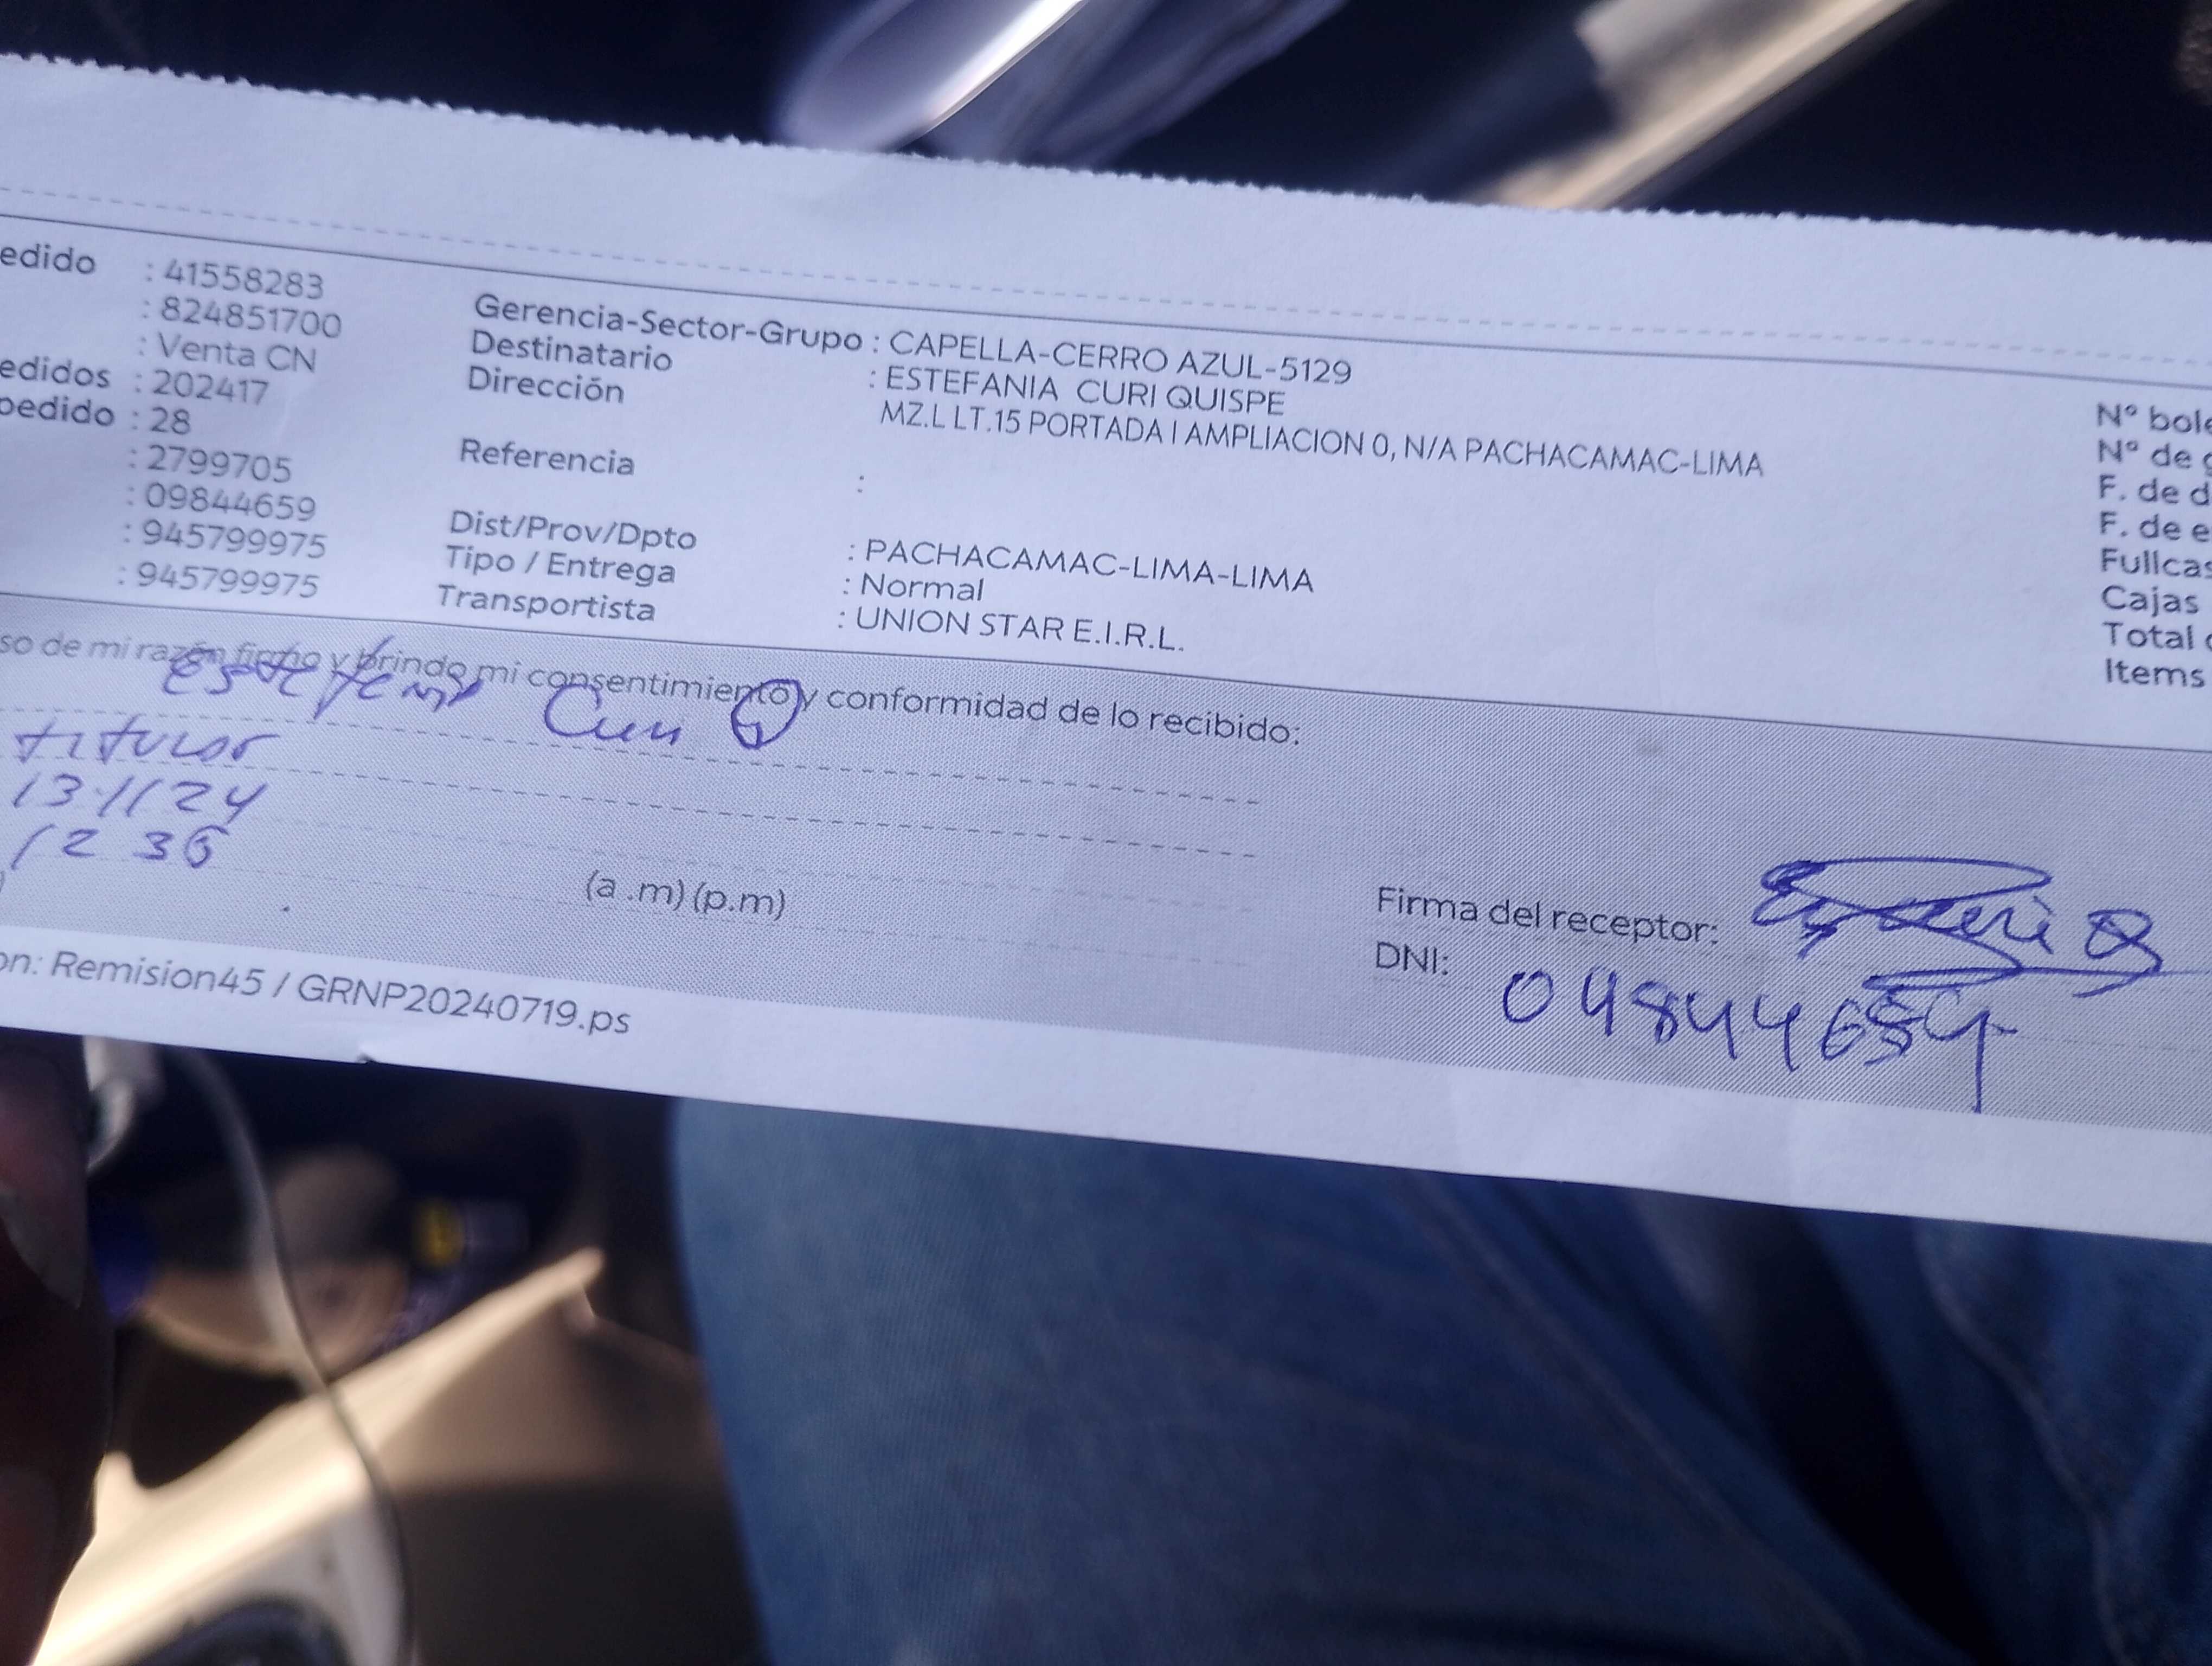 edido : 41558283
: 824851700
: Venta CN
edidos : 202417
pedido : 28
: 2799705
: 09844659
: 945799975
: 945799975
Gerencia-Sector-Grupo : CAPELLA-CERRO AZUL-5129
Destinatario : ESTEFANIA CURI QUISPE
Dirección MZ.L LT.15 PORTADA I AMPLIACION 0, N/A PACHACAMAC-LIMA
Referencia :
Dist/Prov/Dpto : PACHACAMAC-LIMA-LIMA
Tipo / Entrega : Normal
Transportista : UNION STAR E.I.R.L.
N° bole
N° de g
F. de d
F. de e
Fullcas
Cajas
Total
Items
so de mi razón firmo y brindo mi consentimiento y conformidad de lo recibido:
Curi Q
titular
13/11/24
12 36
(a .m) (p.m)
Firma del receptor:
DNI:
on: Remision45 / GRNP20240719.ps